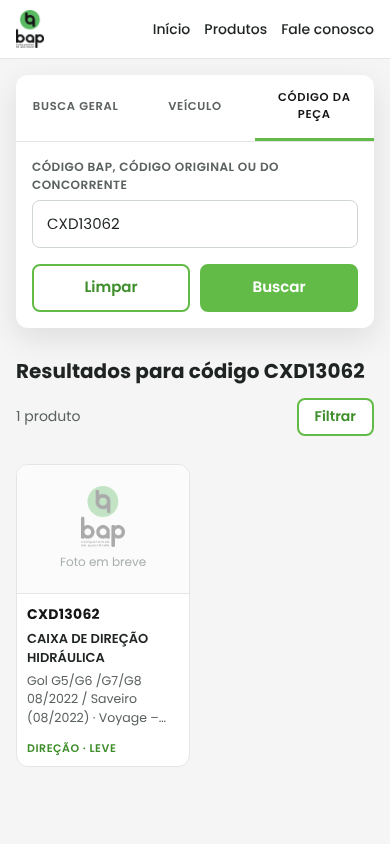 bap
Início Produtos Fale conosco
BUSCA GERAL
VEÍCULO
CÓDIGO DA
PEÇA
CÓDIGO BAP, CÓDIGO ORIGINAL OU DO
CONCORRENTE
CXD13062
Limpar
Buscar
Resultados para código CXD13062
1 produto
Filtrar
bap
Foto em breve
CXD13062
CAIXA DE DIREÇÃO
HIDRÁULICA
Gol G5/G6 /G7/G8
08/2022 / Saveiro
(08/2022) · Voyage –…
DIREÇÃO · LEVE